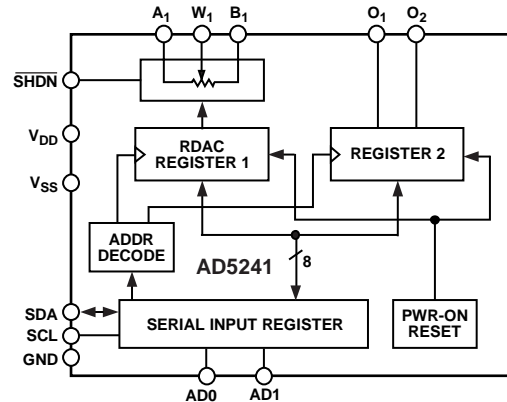 A1 W1 B1 O1 O2
SHDN
VDD
VSS
RDAC
REGISTER 1
REGISTER 2
ADDR
DECODE
AD5241
8
SDA
SCL
GND
SERIAL INPUT REGISTER
PWR-ON
RESET
AD0 AD1